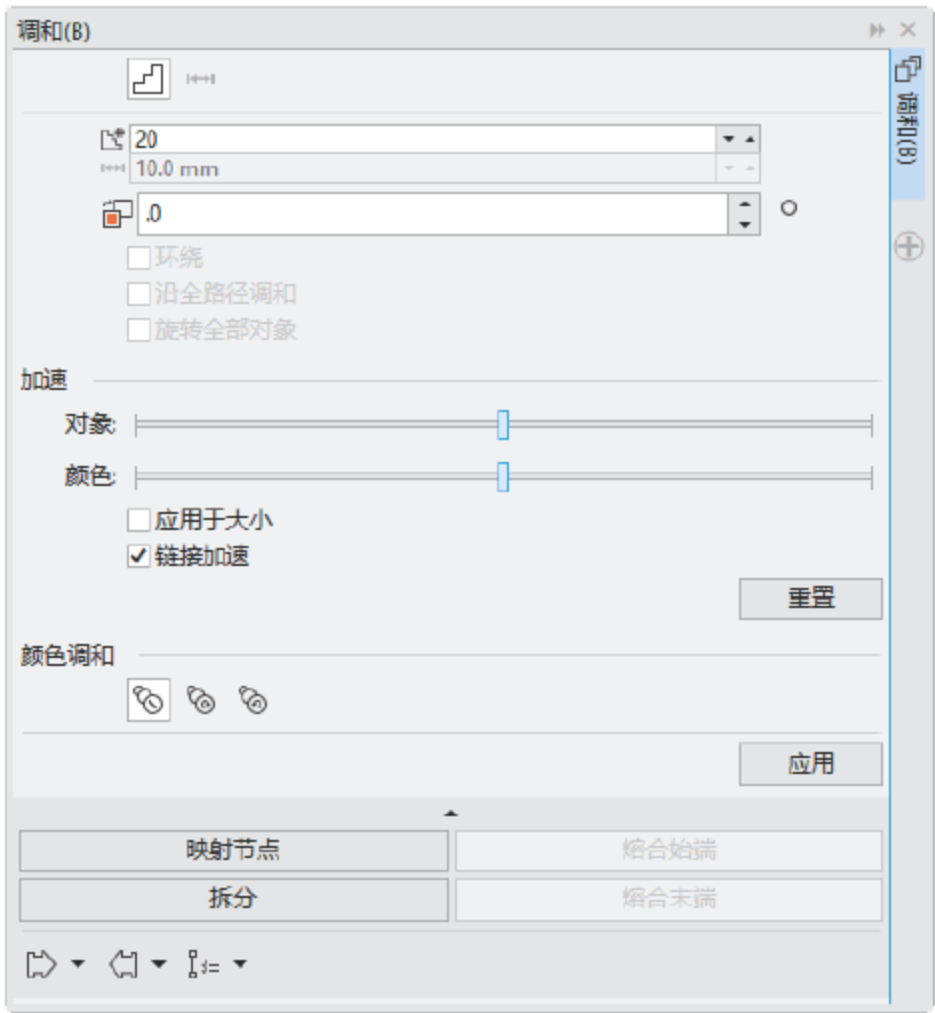 调和(B)
调和(B)
20
10.0 mm
.0
环绕
沿全路径调和
旋转全部对象
加速
对象:
颜色:
应用于大小
链接加速
重置
颜色调和
应用
映射节点 熔合始端
拆分 熔合末端